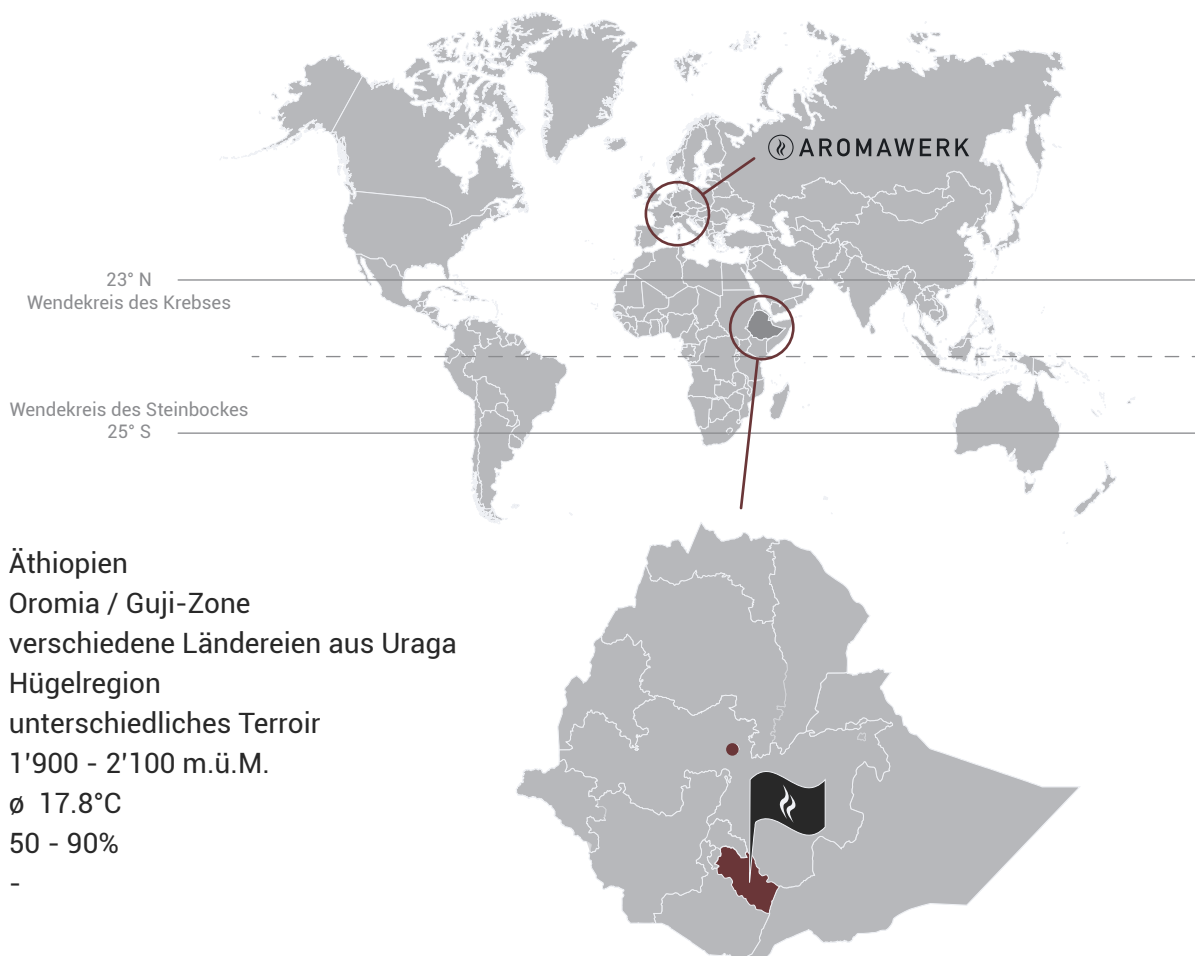 AROMAWERK
23° N
Wendekreis des Krebses
Wendekreis des Steinbockes
25° S
Äthiopien
Oromia / Guji-Zone
verschiedene Ländereien aus Uraga
Hügelregion
unterschiedliches Terroir
1'900 - 2'100 m.ü.M.
ø 17.8°C
50 - 90%
-